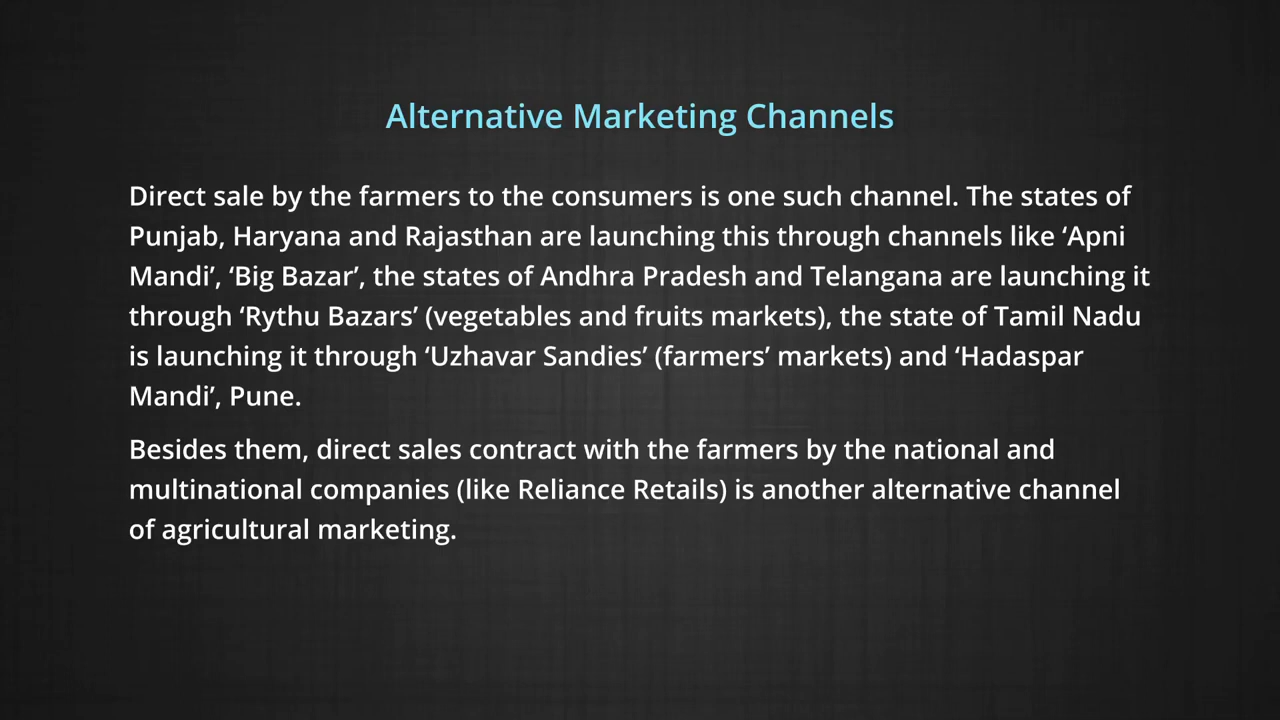 Alternative Marketing Channels
Direct sale by the farmers to the consumers is one such channel. The states of
Punjab, Haryana and Rajasthan are launching this through channels like ‘Apni
Mandi’, ‘Big Bazar’, the states of Andhra Pradesh and Telangana are launching it
through ‘Rythu Bazars’ (vegetables and fruits markets), the state of Tamil Nadu
is launching it through ‘Uzhavar Sandies’ (farmers’ markets) and ‘Hadaspar
Mandi’, Pune.
Besides them, direct sales contract with the farmers by the national and
multinational companies (like Reliance Retails) is another alternative channel
of agricultural marketing.